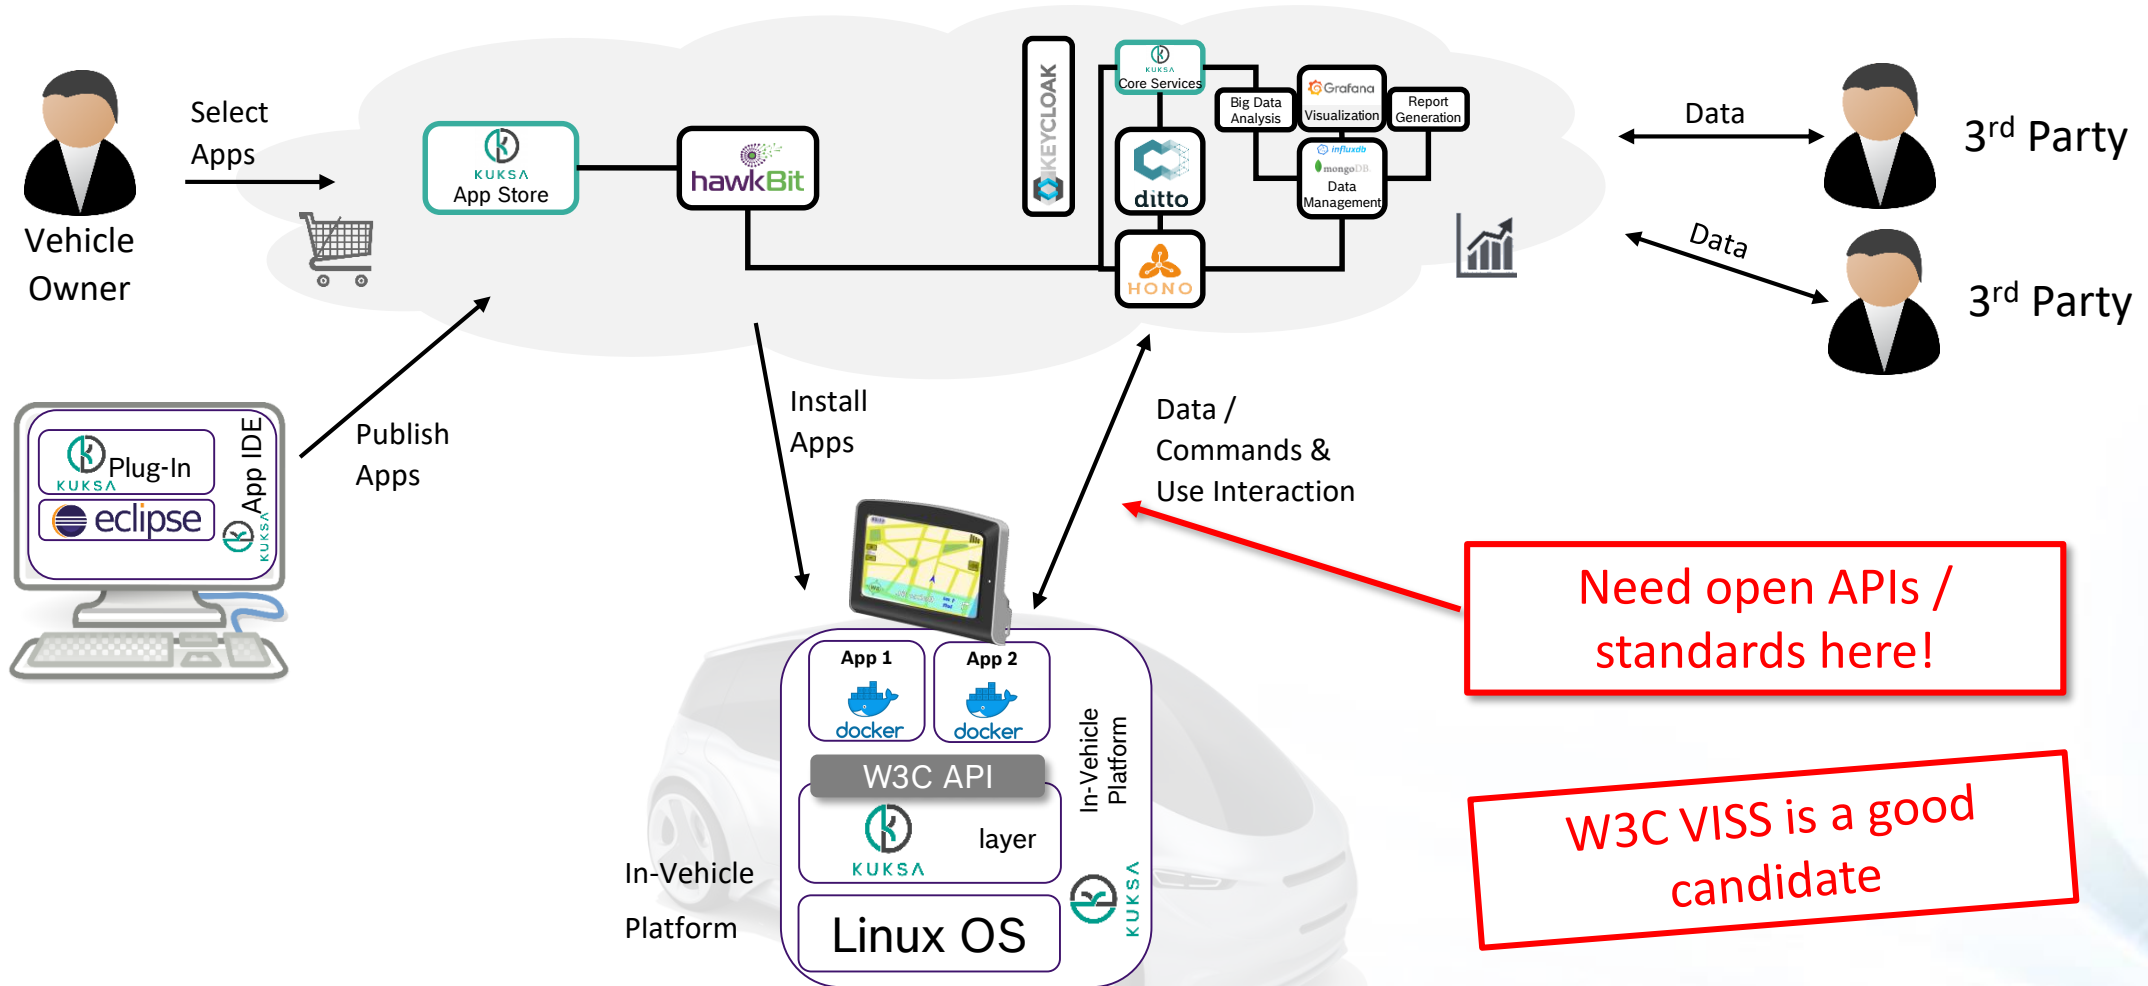 Vehicle
Owner
Select
Apps
KUKSA
App Store
hawkBit
KEYCLOAK
KUKSA
Core Services
ditto
HONO
Big Data
Analysis
Grafana
Visualization
Report
Generation
influxdb
mongoDB.
Data
Management
Data
3rd Party
Data
3rd Party
Plug-In
KUKSA
eclipse
App IDE
KUKSA
Publish
Apps
Install
Apps
Data /
Commands &
Use Interaction
Need open APIs /
standards here!
W3C VISS is a good
candidate
App 1
docker
App 2
docker
W3C API
KUKSA
layer
Linux OS
In-Vehicle
Platform
KUKSA
In-Vehicle
Platform